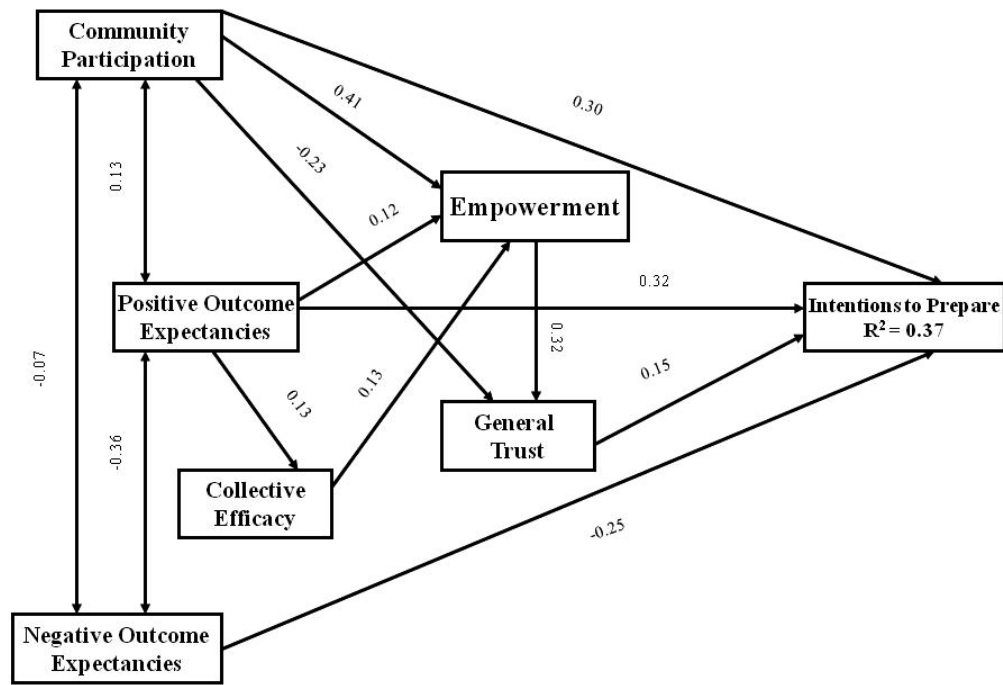 Community
Participation
0.41
0.30
-0.23
0.13
Empowerment
0.12
Positive Outcome
Expectancies
0.32
Intentions to Prepare
R² = 0.37
0.32
-0.07
0.15
0.13
0.13
General
Trust
-0.36
Collective
Efficacy
-0.25
Negative Outcome
Expectancies